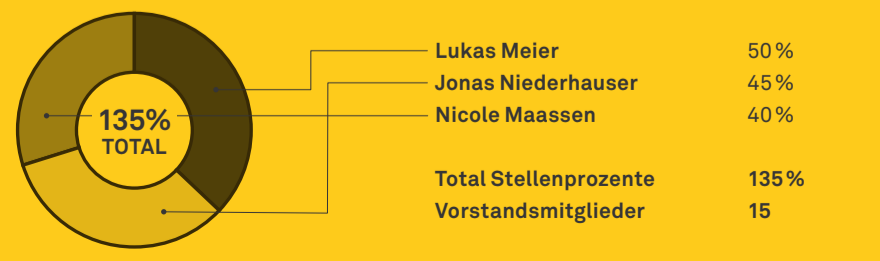 135%
TOTAL
Lukas Meier 50 %
Jonas Niederhauser 45 %
Nicole Maassen 40 %
Total Stellenprozente 135 %
Vorstandsmitglieder 15